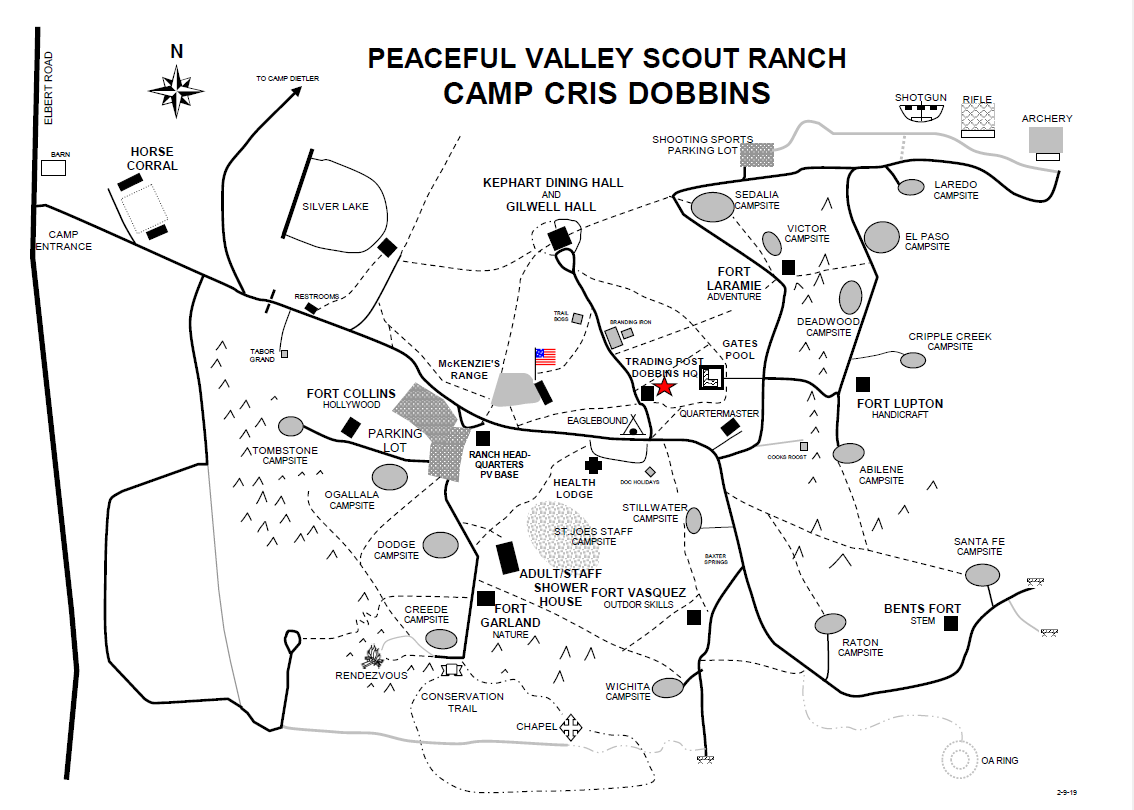 PEACEFUL VALLEY SCOUT RANCH
CAMP CRIS DOBBINS
N
ELBERT ROAD
TO CAMP DIETLER
BARN
HORSE
CORRAL
CAMP
ENTRANCE
SILVER LAKE
RESTROOMS
TABOR
GRAND
KEPHART DINING HALL
AND
GILWELL HALL
SHOOTING SPORTS
PARKING LOT
SHOTGUN
RIFLE
ARCHERY
SEDALIA
CAMPSITE
LAREDO
CAMPSITE
VICTOR
CAMPSITE
EL PASO
CAMPSITE
FORT
LARAMIE
ADVENTURE
DEADWOOD
CAMPSITE
CRIPPLE CREEK
CAMPSITE
TRAIL
BOSS
BRANDING IRON
GATES
POOL
TRADING POST
DOBBINS HQ
McKENZIE'S
RANGE
FORT COLLINS
HOLLYWOOD
PARKING
LOT
EAGLEBOUND
QUARTERMASTER
FORT LUPTON
HANDICRAFT
TOMBSTONE
CAMPSITE
RANCH HEAD-
QUARTERS
PV BASE
COOKS ROOST
ABILENE
CAMPSITE
OGALLALA
CAMPSITE
HEALTH
LODGE
DOC HOLIDAYS
STILLWATER
CAMPSITE
ST.JOES STAFF
CAMPSITE
DODGE
CAMPSITE
BAXTER
SPRINGS
SANTA FE
CAMPSITE
ADULT/STAFF
SHOWER
HOUSE
FORT VASQUEZ
OUTDOOR SKILLS
CREEDE
CAMPSITE
FORT
GARLAND
NATURE
BENTS FORT
STEM
RATON
CAMPSITE
RENDEZVOUS
CONSERVATION
TRAIL
WICHITA
CAMPSITE
CHAPEL
OA RING
2-9-19